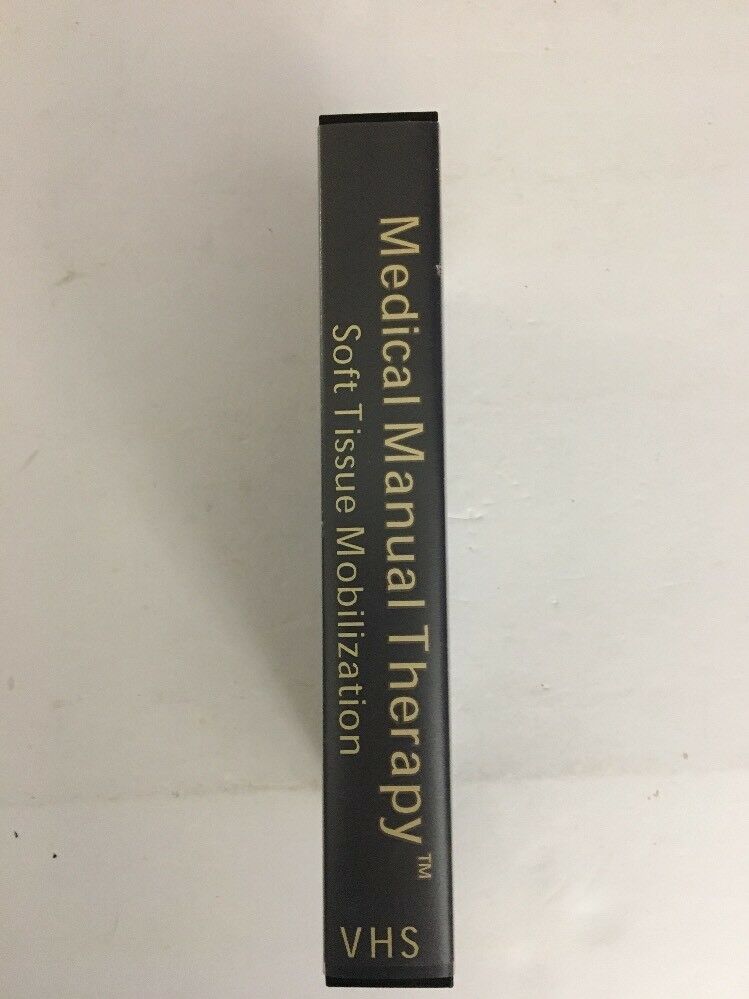 Medical Manual Therapy™
Soft Tissue Mobilization
VHS